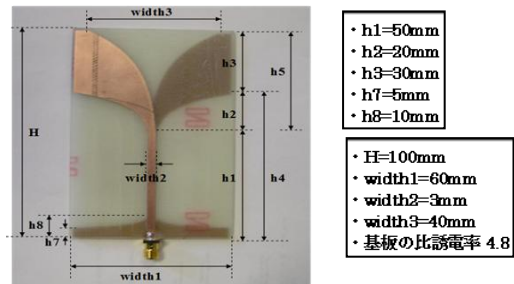 width3
h3
h5
h2
H
width2
h1
h4
h8
h7
width1
・h1=50mm
・h2=20mm
・h3=30mm
・h7=5mm
・h8=10mm
・H=100mm
・width1=60mm
・width2=3mm
・width3=40mm
・基板の比誘電率 4.8